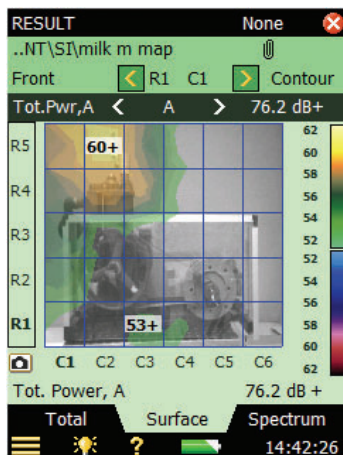 RESULT None
..NT\SI\milk m map
Front < R1 C1 > Contour
Tot.Pwr,A < A > 76.2 dB+
R5
R4
R3
R2
R1
60+
53+
62
60
58
56
54
52
52
54
56
58
60
62
C1 C2 C3 C4 C5 C6
Tot. Power, A 76.2 dB +
Total Surface Spectrum
? 14:42:26